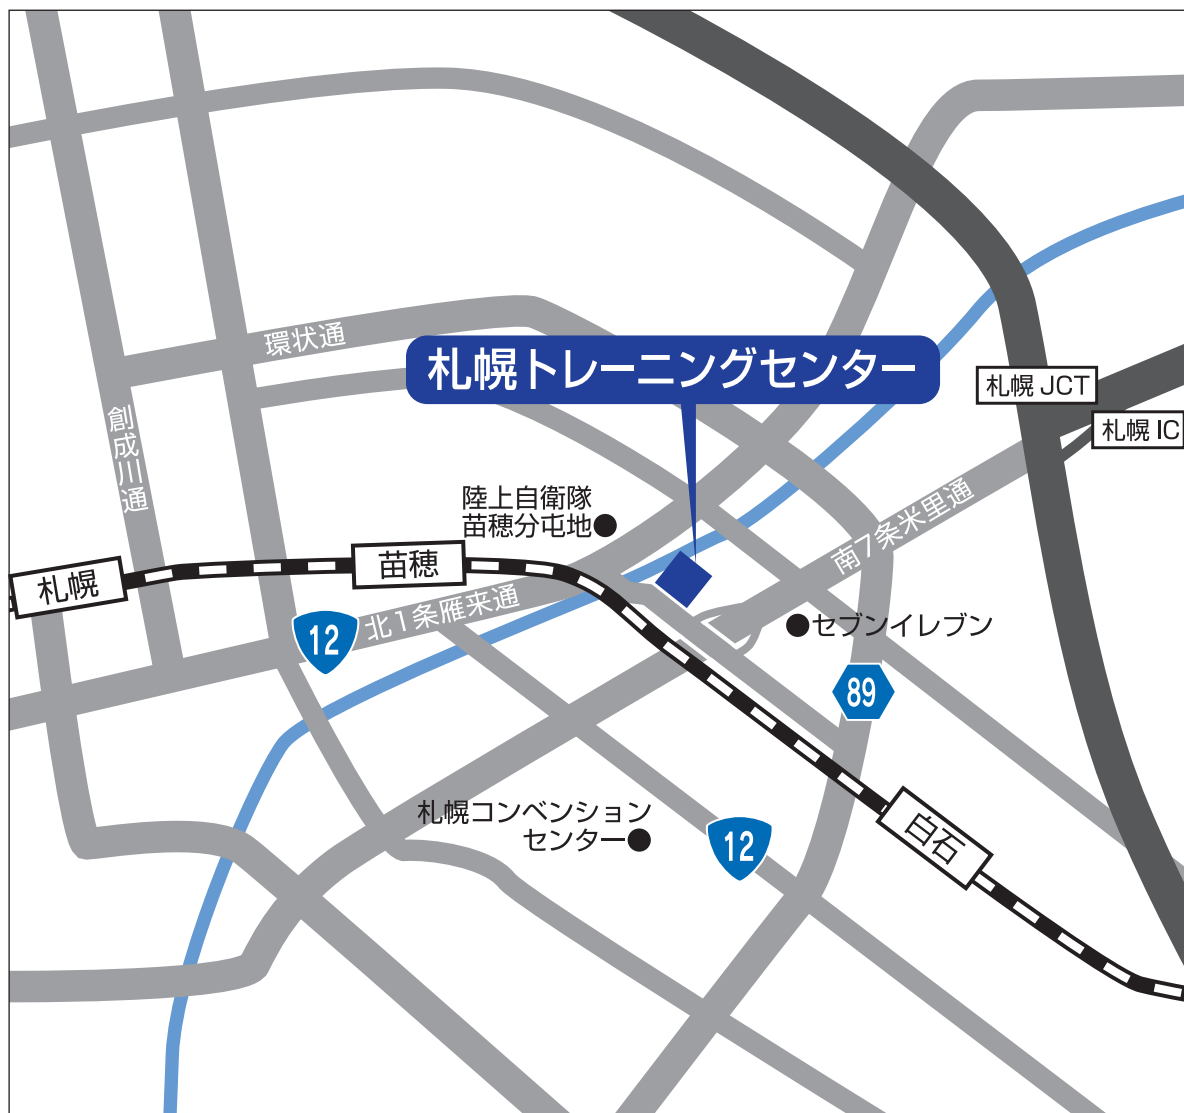 環状通
札幌トレーニングセンター
札幌 JCT
札幌 IC
創成川通
陸上自衛隊
苗穂分屯地
南7条米里通
札幌
苗穂
北1条雁来通
12
セブンイレブン
89
札幌コンベンション
センター
12
白石